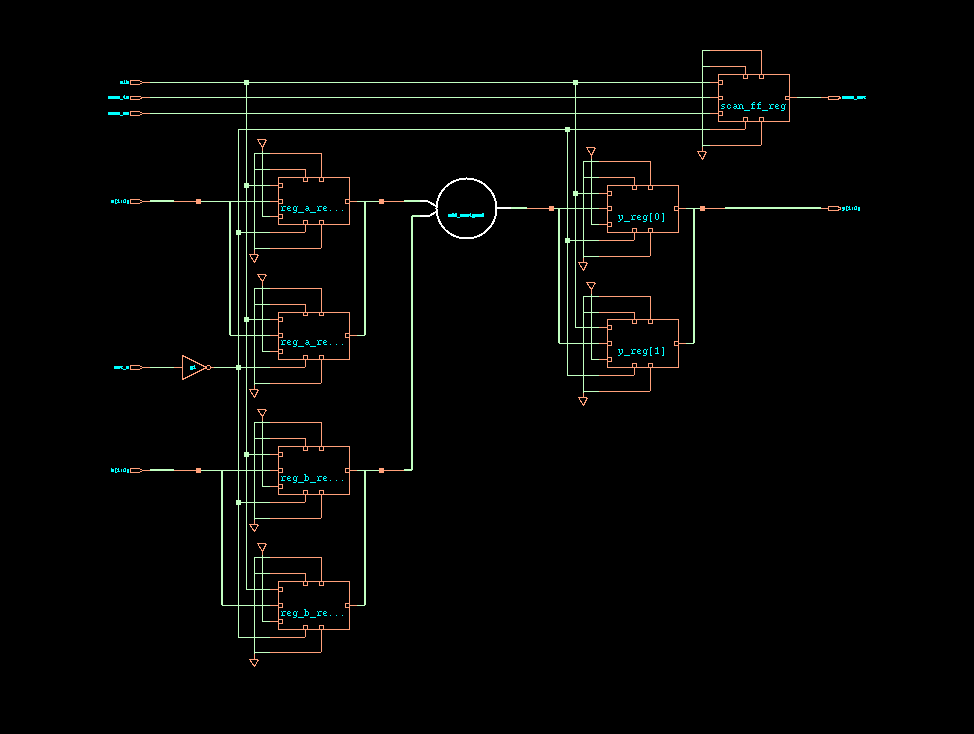 clk
scan_in
scan_en
scan_ff_reg
scan_out
a[1:0]
reg_a_re...
add_unsigned
y_reg[0]
y[1:0]
reg_a_re...
y_reg[1]
rst_n
g1
b[1:0]
reg_b_re...
reg_b_re...